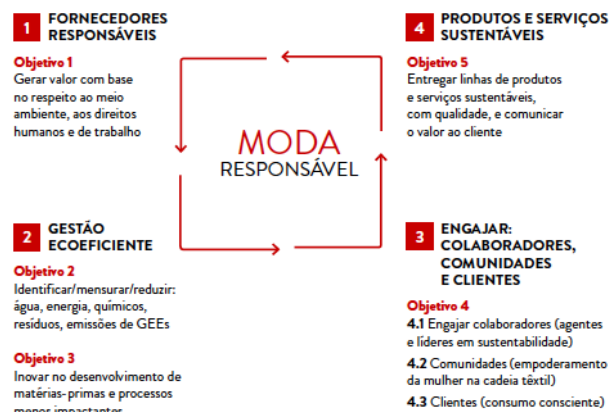 1 FORNECEDORES
RESPONSÁVEIS
Objetivo 1
Gerar valor com base
no respeito ao meio
ambiente, aos direitos
humanos e de trabalho
4 PRODUTOS E SERVIÇOS
SUSTENTÁVEIS
Objetivo 5
Entregar linhas de produtos
e serviços sustentáveis,
com qualidade, e comunicar
o valor ao cliente
MODA
RESPONSÁVEL
2 GESTÃO
ECOEFICIENTE
Objetivo 2
Identificar/mensurar/reduzir:
água, energia, químicos,
resíduos, emissões de GEEs
Objetivo 3
Inovar no desenvolvimento de
matérias-primas e processos
menos impactantes
3 ENGAJAR:
COLABORADORES,
COMUNIDADES
E CLIENTES
Objetivo 4
4.1 Engajar colaboradores (agentes
e líderes em sustentabilidade)
4.2 Comunidades (empoderamento
da mulher na cadeia têxtil)
4.3 Clientes (consumo consciente)